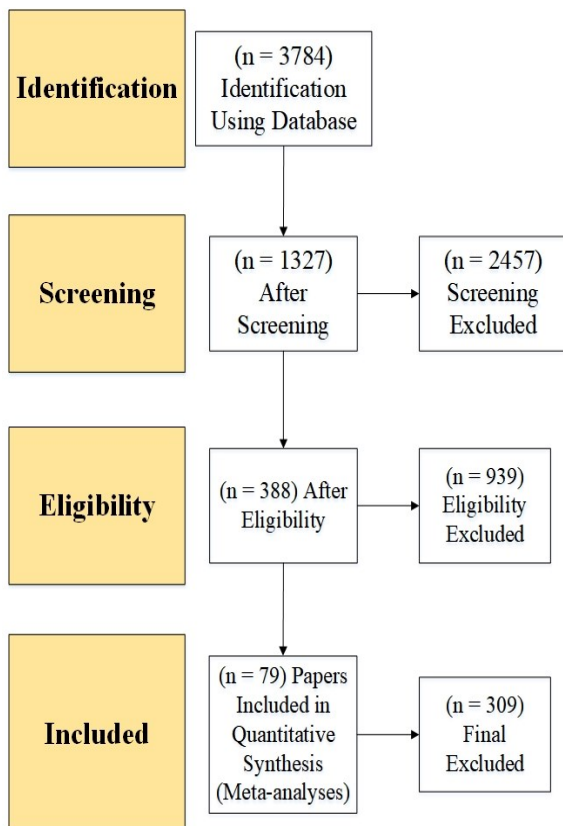 Identification
(n = 3784)
Identification
Using Database
Screening
(n = 1327)
After
Screening
(n = 2457)
Screening
Excluded
Eligibility
(n = 388) After
Eligibility
(n = 939)
Eligibility
Excluded
Included
(n = 79) Papers
Included in
Quantitative
Synthesis
(Meta-analyses)
(n = 309)
Final
Excluded